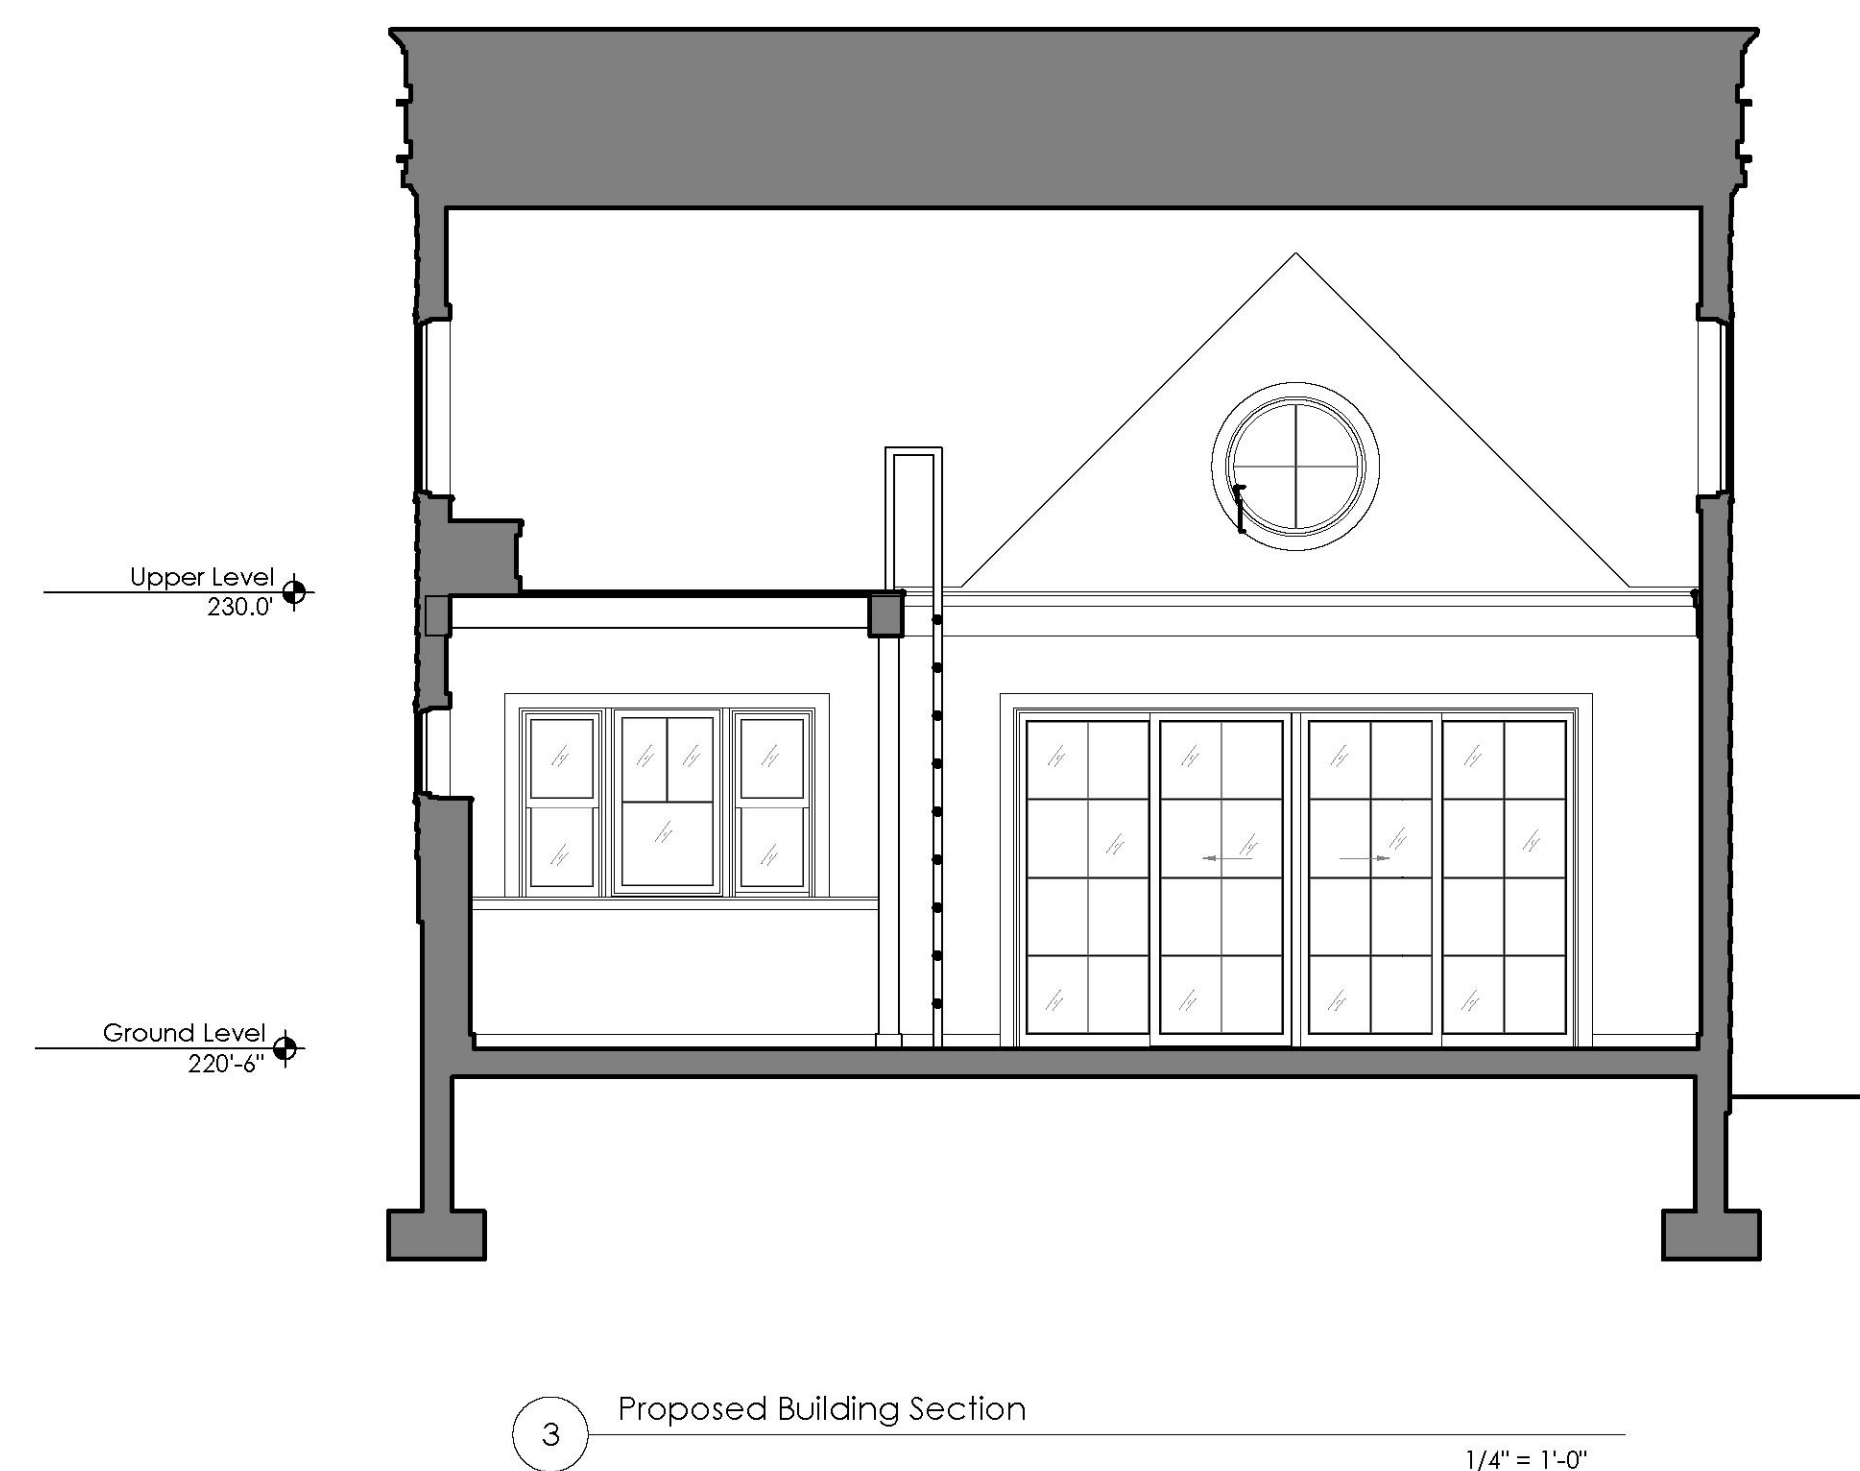 Upper Level
230.0'
Ground Level
220'-6"
3
Proposed Building Section
1/4" = 1'-0"